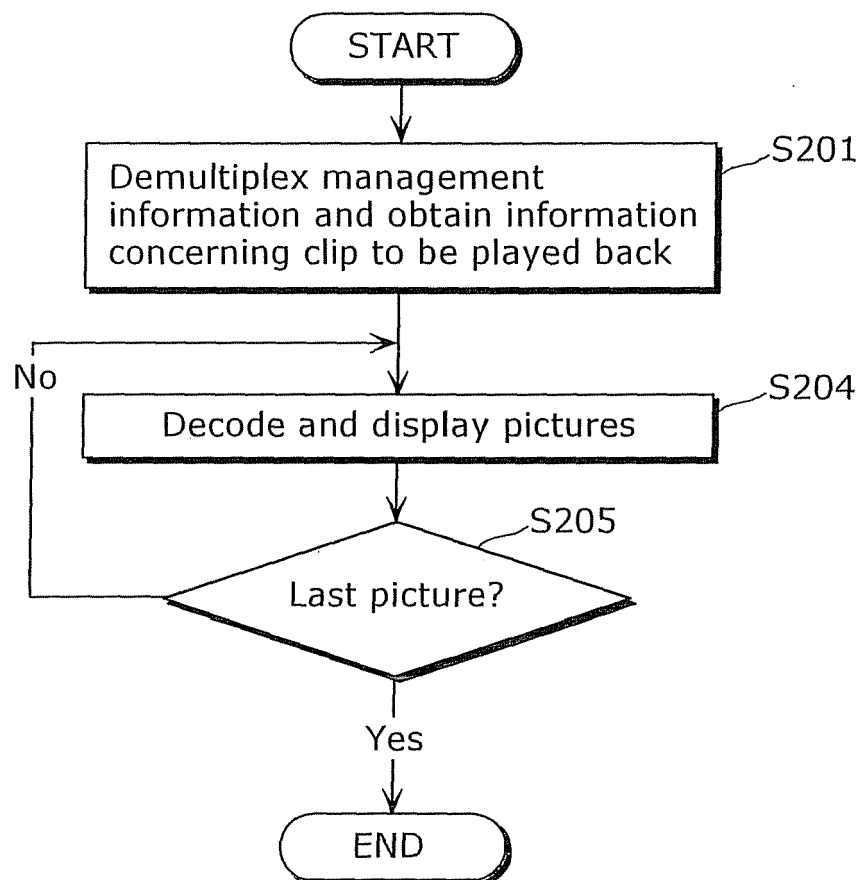 START
S201
Demultiplex management
information and obtain information
concerning clip to be played back
No
S204
Decode and display pictures
S205
Last picture?
Yes
END